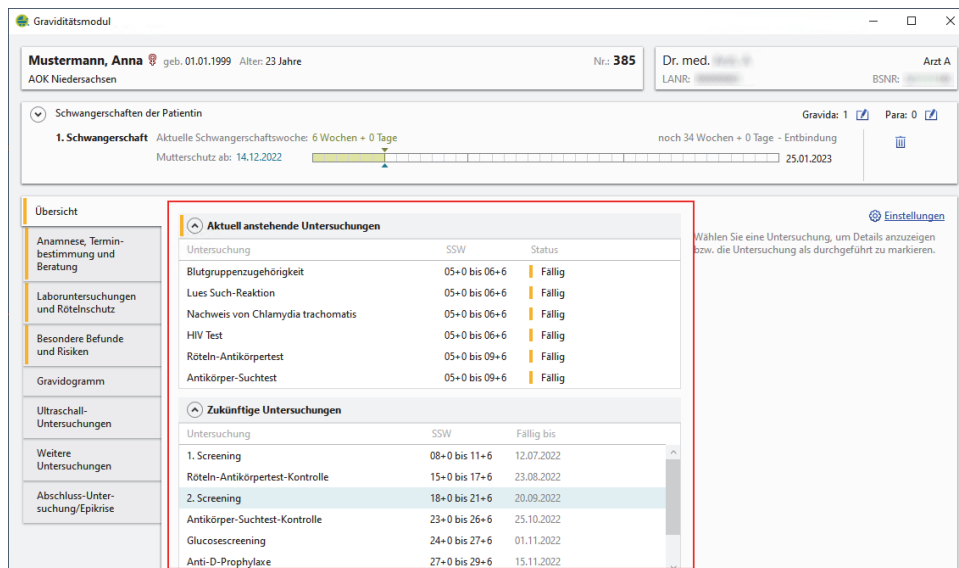 Graviditätsmodul
Mustermann, Anna geb. 01.01.1999 Alter: 23 Jahre Nr.: 385
AOK Niedersachsen
Dr. med. Arzt A
LANR: BSNR:
Schwangerschaften der Patientin Gravida: 1 Para: 0
1. Schwangerschaft Aktuelle Schwangerschaftswoche: 6 Wochen + 0 Tage noch 34 Wochen + 0 Tage - Entbindung
Mutterschutz ab: 14.12.2022 25.01.2023
Übersicht
Anamnese, Termin-
bestimmung und
Beratung
Laboruntersuchungen
und Rötelnschutz
Besondere Befunde
und Risiken
Gravidogramm
Ultraschall-
Untersuchungen
Weitere
Untersuchungen
Abschluss-Unter-
suchung/Epikrise
Aktuell anstehende Untersuchungen
Untersuchung SSW Status
Blutgruppenzugehörigkeit 05+0 bis 06+6 Fällig
Lues Such-Reaktion 05+0 bis 06+6 Fällig
Nachweis von Chlamydia trachomatis 05+0 bis 06+6 Fällig
HIV Test 05+0 bis 06+6 Fällig
Röteln-Antikörpertest 05+0 bis 09+6 Fällig
Antikörper-Suchtest 05+0 bis 09+6 Fällig
Zukünftige Untersuchungen
Untersuchung SSW Fällig bis
1. Screening 08+0 bis 11+6 12.07.2022
Röteln-Antikörpertest-Kontrolle 15+0 bis 17+6 23.08.2022
2. Screening 18+0 bis 21+6 20.09.2022
Antikörper-Suchtest-Kontrolle 23+0 bis 26+6 25.10.2022
Glucosescreening 24+0 bis 27+6 01.11.2022
Anti-D-Prophylaxe 27+0 bis 29+6 15.11.2022
Einstellungen
Wählen Sie eine Untersuchung, um Details anzuzeigen
bzw. die Untersuchung als durchgeführt zu markieren.